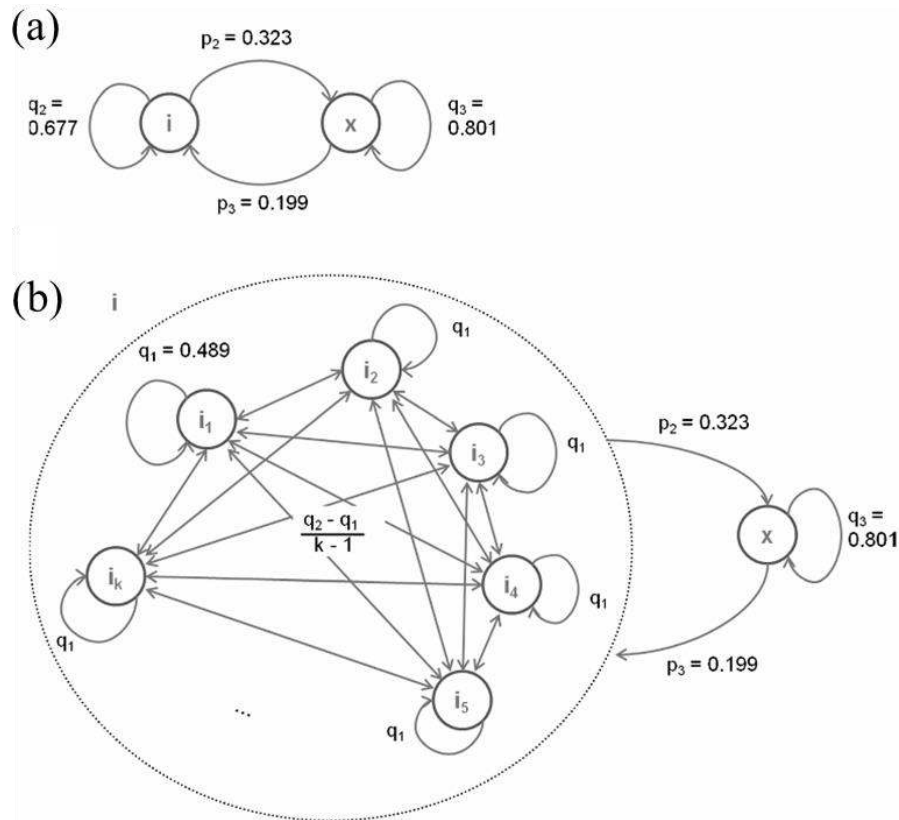 (a)
p₂ = 0.323
q₂ =
0.677
i
x
q₃ =
0.801
p₃ = 0.199
(b)
i
q₁ = 0.489
i₂
q₁
i₁
i₃
q₁
p₂ = 0.323
q₂ - q₁
k - 1
x
q₃ =
0.801
iₖ
i₄
q₁
q₁
p₃ = 0.199
...
i₅
q₁